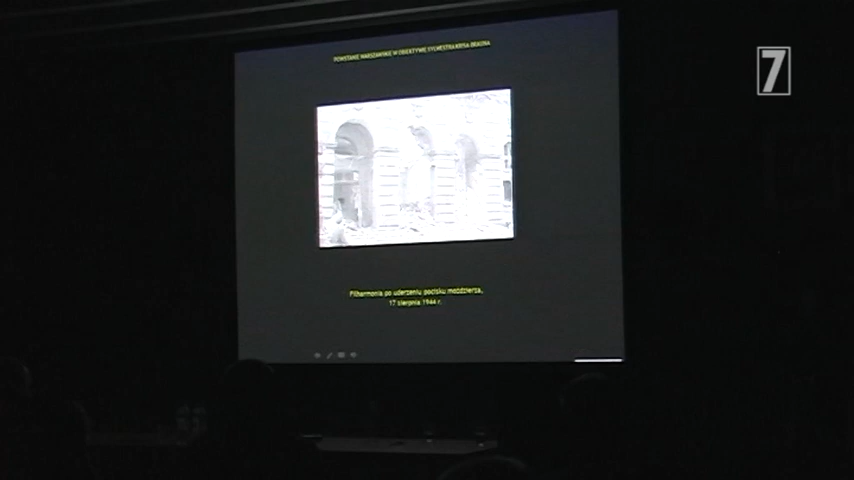 POWSTANIE WARSZAWSKIE W OBIEKTYWIE SYLWESTRA KRISA BRAUNA
7
Filharmonia po uderzeniu pocisku moździerza,
17 sierpnia 1944 r.